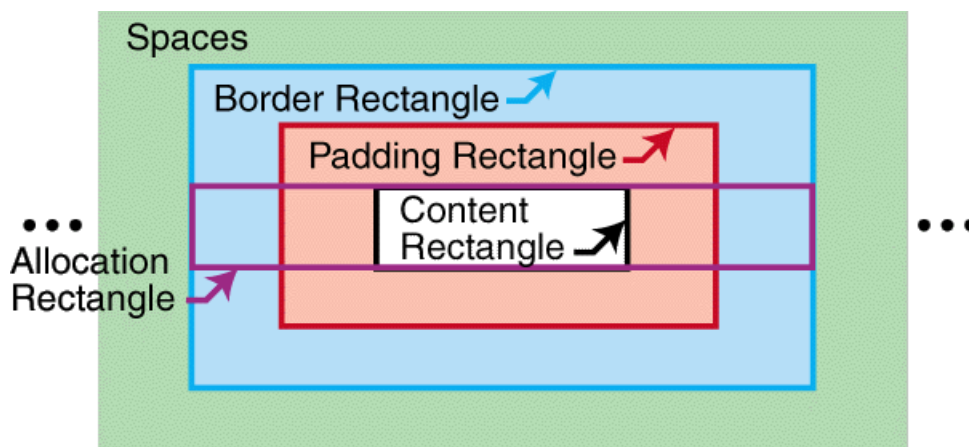 Spaces
Border Rectangle
Padding Rectangle
Content
Rectangle
•••
•••
Allocation
Rectangle